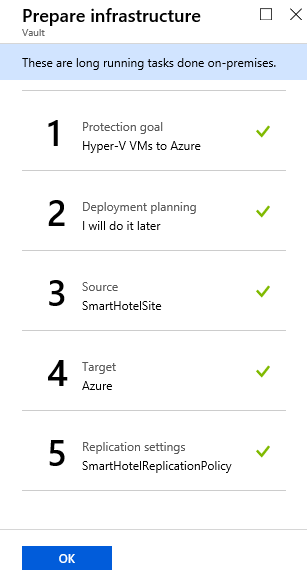 Prepare infrastructure
Vault
These are long running tasks done on-premises.
1
Protection goal
Hyper-V VMs to Azure
2
Deployment planning
I will do it later
3
Source
SmartHotelSite
4
Target
Azure
5
Replication settings
SmartHotelReplicationPolicy
OK